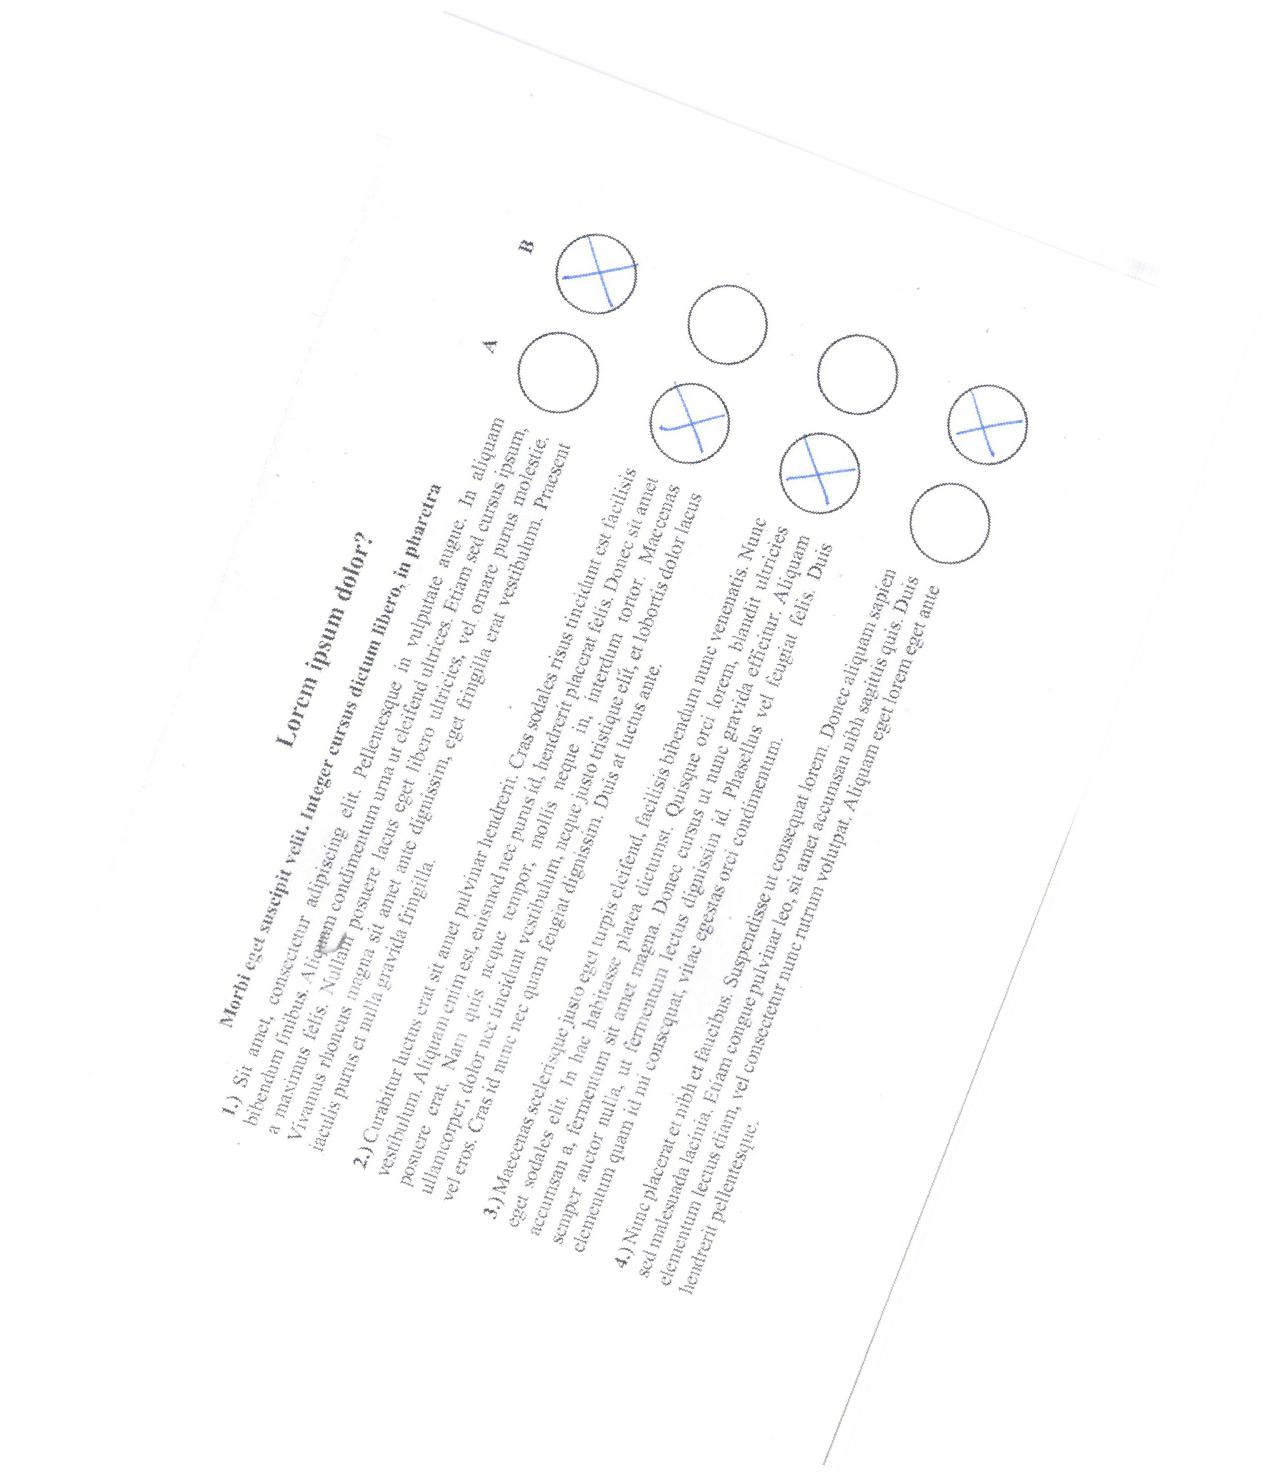 Lorem ipsum dolor?
Morbi eget suscipit velit. Integer cursus dictum libero, in pharetra
A B
1.) Sit amet, consectetur adipiscing elit. Pellentesque in vulputate augue. In aliquam
bibendum finibus. Aliquam condimentum urna ut eleifend ultrices. Etiam sed cursus ipsum,
a maximus felis. Nullam posuere lacus eget libero ultricies, vel ornare purus molestie.
Vivamus rhoncus magna sit amet ante dignissim, eget fringilla erat vestibulum. Praesent
iaculis purus et nulla gravida fringilla.
2.) Curabitur luctus erat sit amet pulvinar hendrerit. Cras sodales risus tincidunt est facilisis
vestibulum. Aliquam enim est, euismod nec purus id, hendrerit placerat felis. Donec sit amet
posuere erat. Nam quis neque tempor, mollis neque in, interdum tortor. Maecenas
ullamcorper, dolor nec tincidunt vestibulum, neque justo tristique elit, et lobortis dolor lacus
vel eros. Cras id nunc nec quam feugiat dignissim. Duis at luctus ante.
3.) Maecenas scelerisque justo eget turpis eleifend, facilisis bibendum nunc venenatis. Nunc
eget sodales elit. In hac habitasse platea dictumst. Quisque orci lorem, blandit ultricies
accumsan a, fermentum sit amet magna. Donec cursus ut nunc gravida efficitur. Aliquam
semper auctor nulla, ut fermentum lectus dignissim id. Phasellus vel feugiat felis. Duis
elementum quam id mi consequat, vitae egestas orci condimentum.
4.) Nunc placerat et nibh et faucibus. Suspendisse ut consequat lorem. Donec aliquam sapien
sed malesuada lacinia. Etiam congue pulvinar leo, sit amet accumsan nibh sagittis quis. Duis
elementum lectus diam, vel consectetur nunc rutrum volutpat. Aliquam eget lorem eget ante
hendrerit pellentesque.